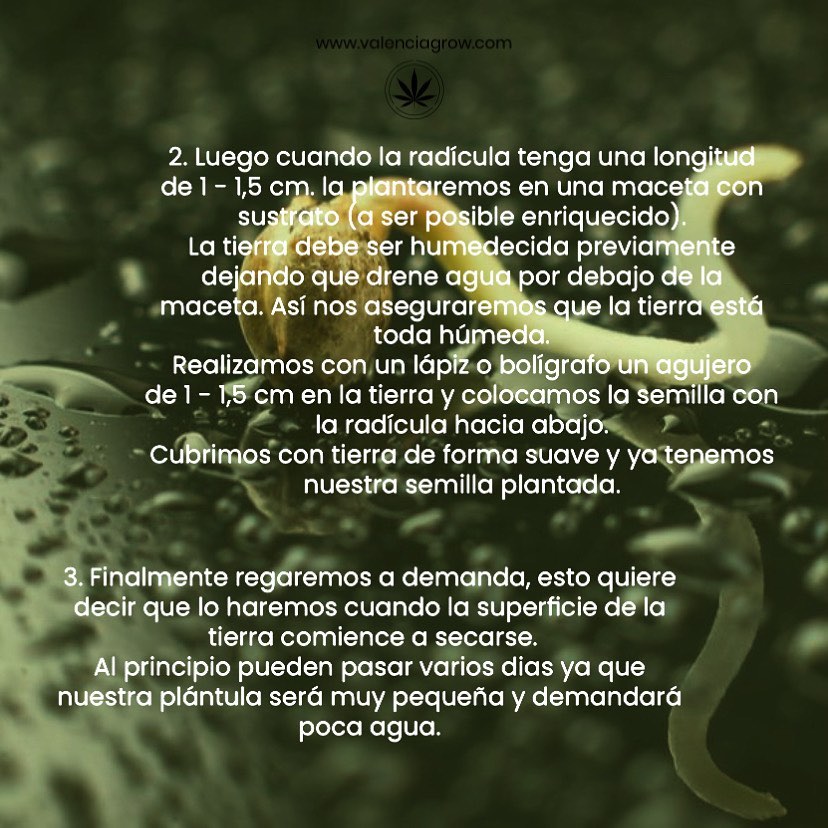 www.valenciagrow.com
2. Luego cuando la radícula tenga una longitud
de 1 - 1,5 cm. la plantaremos en una maceta con
sustrato (a ser posible enriquecido).
La tierra debe ser humedecida previamente
dejando que drene agua por debajo de la
maceta. Así nos aseguraremos que la tierra está
toda húmeda.
Realizamos con un lápiz o bolígrafo un agujero
de 1 - 1,5 cm en la tierra y colocamos la semilla con
la radícula hacia abajo.
Cubrimos con tierra de forma suave y ya tenemos
nuestra semilla plantada.
3. Finalmente regaremos a demanda, esto quiere
decir que lo haremos cuando la superficie de la
tierra comience a secarse.
Al principio pueden pasar varios dias ya que
nuestra plántula será muy pequeña y demandará
poca agua.